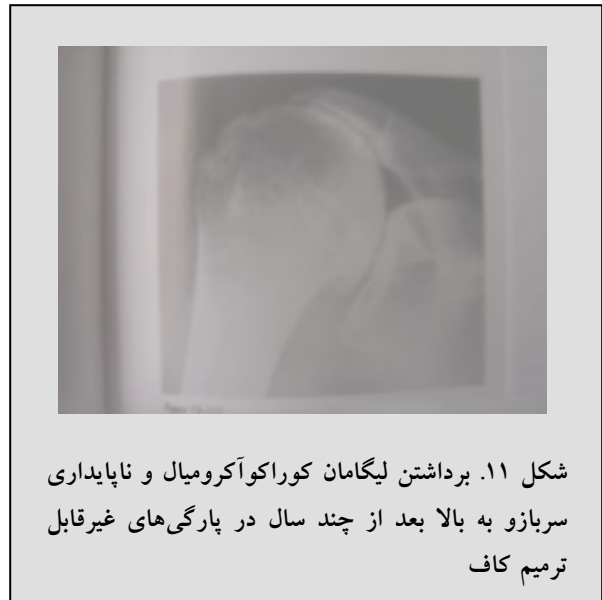 شکل ۱۱. برداشتن لیگامان کوراکوآکرومیال و ناپایداری
سربازو به بالا بعد از چند سال در پارگی‌های غیرقابل
ترمیم کاف